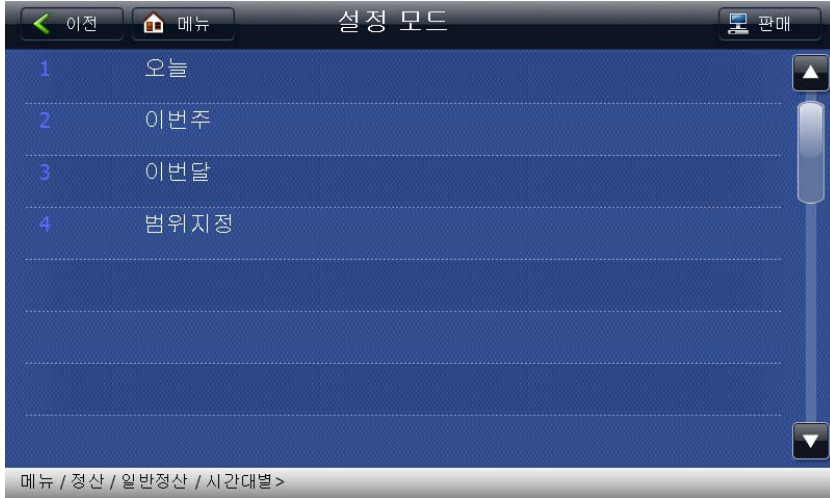 이전 메뉴 설정 모드 판매
1 오늘
2 이번주
3 이번달
4 범위지정
메뉴 / 정산 / 일반정산 / 시간대별>